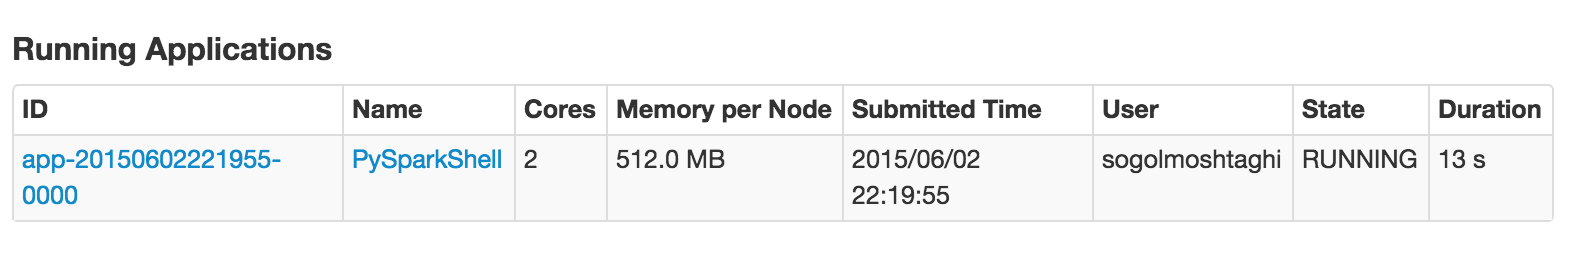 Running Applications
ID Name Cores Memory per Node Submitted Time User State Duration
app-20150602221955- PySparkShell 2 512.0 MB 2015/06/02 sogolmoshtaghi RUNNING 13 s
0000 22:19:55